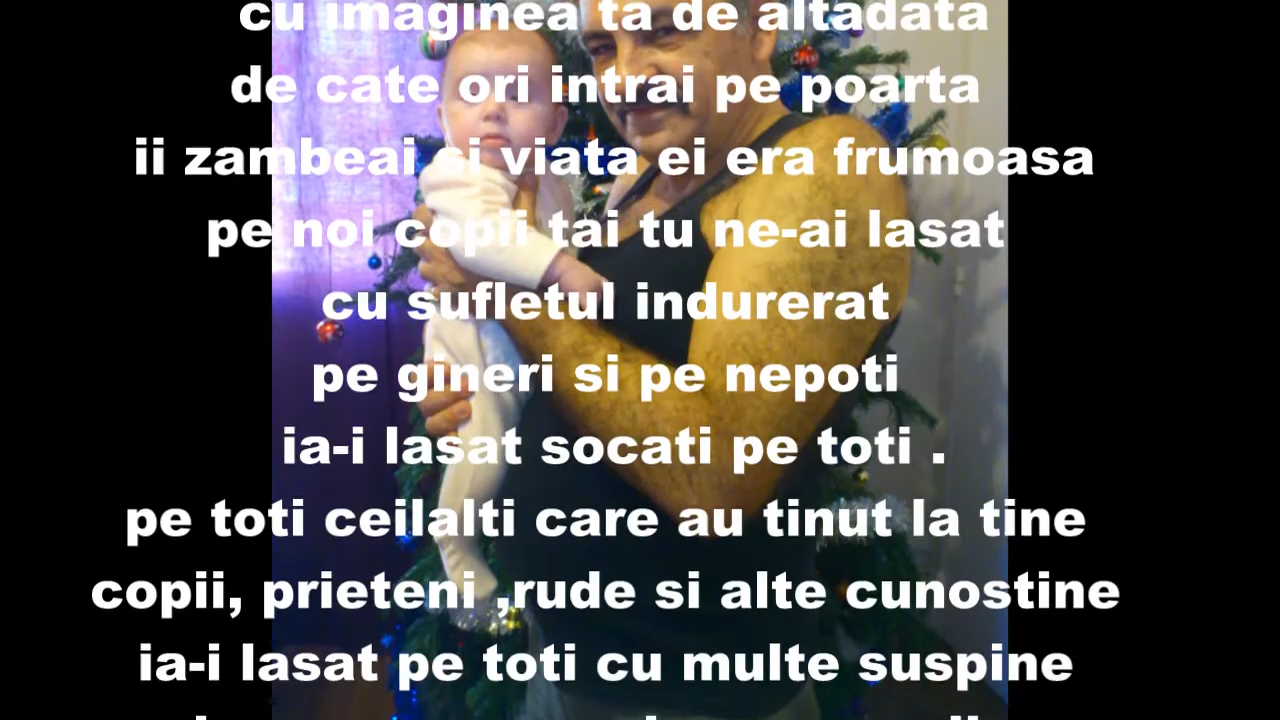 cu imaginea ta de altadata
de cate ori intrai pe poarta
ii zambeai si viata ei era frumoasa
pe noi copii tai tu ne-ai lasat
cu sufletul indurerat
pe gineri si pe nepoti
ia-i lasat socati pe toti .
pe toti ceilalti care au tinut la tine
copii, prieteni ,rude si alte cunostine
ia-i lasat pe toti cu multe suspine